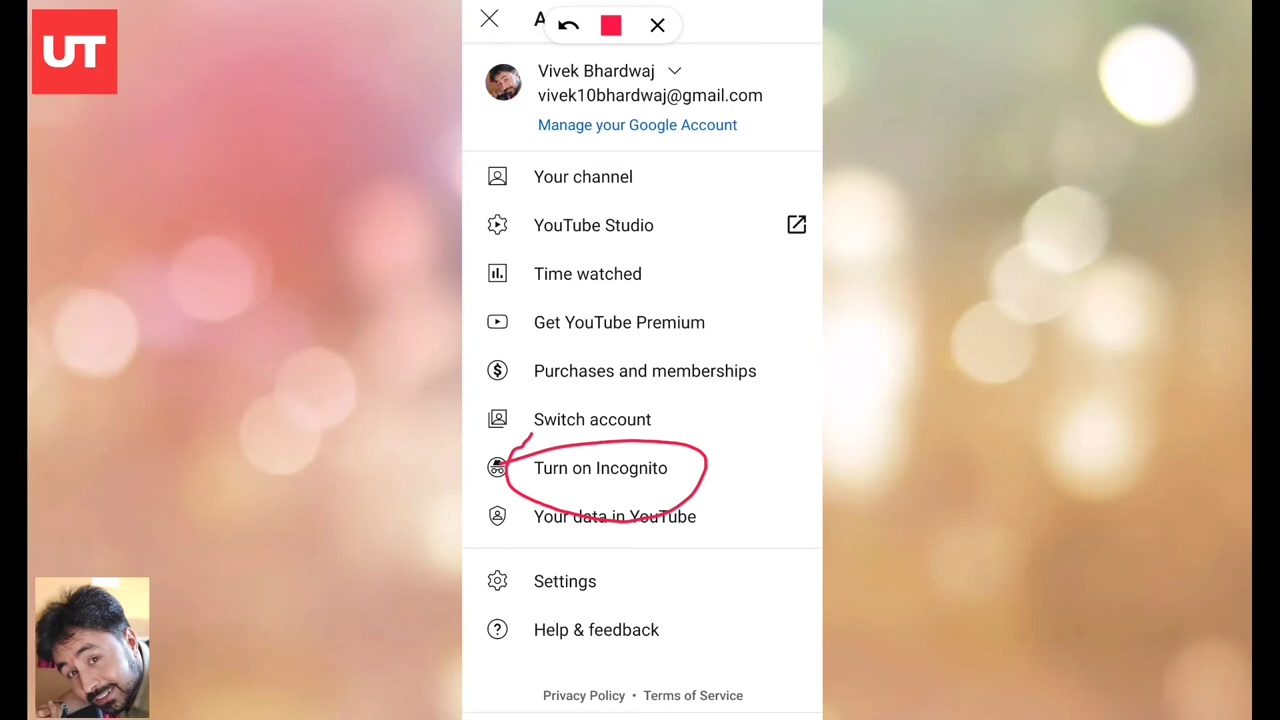 UT
A
Vivek Bhardwaj
vivek10bhardwaj@gmail.com
Manage your Google Account
Your channel
YouTube Studio
Time watched
Get YouTube Premium
Purchases and memberships
Switch account
Turn on Incognito
Your data in YouTube
Settings
Help & feedback
Privacy Policy • Terms of Service